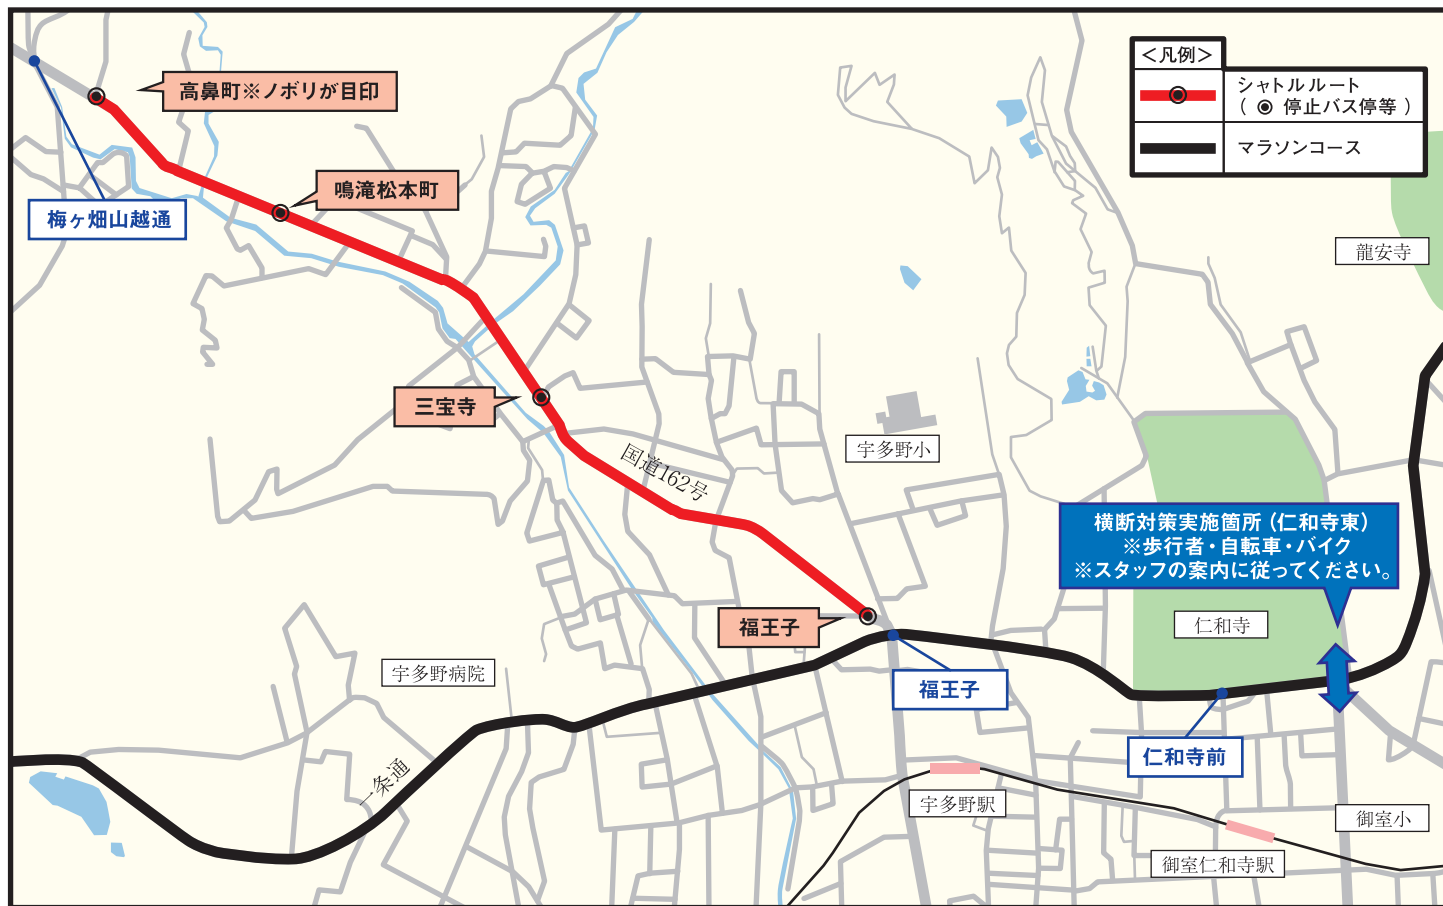 <凡例>
シャトルルート
( ◉ 停止バス停等 )
マラソンコース
高鼻町※ノボリが目印
鳴滝松本町
梅ヶ畑山越通
龍安寺
三宝寺
宇多野小
国道162号
横断対策実施箇所(仁和寺東)
※歩行者・自転車・バイク
※スタッフの案内に従ってください。
福王子
仁和寺
宇多野病院
福王子
仁和寺前
一条通
宇多野駅
御室小
御室仁和寺駅